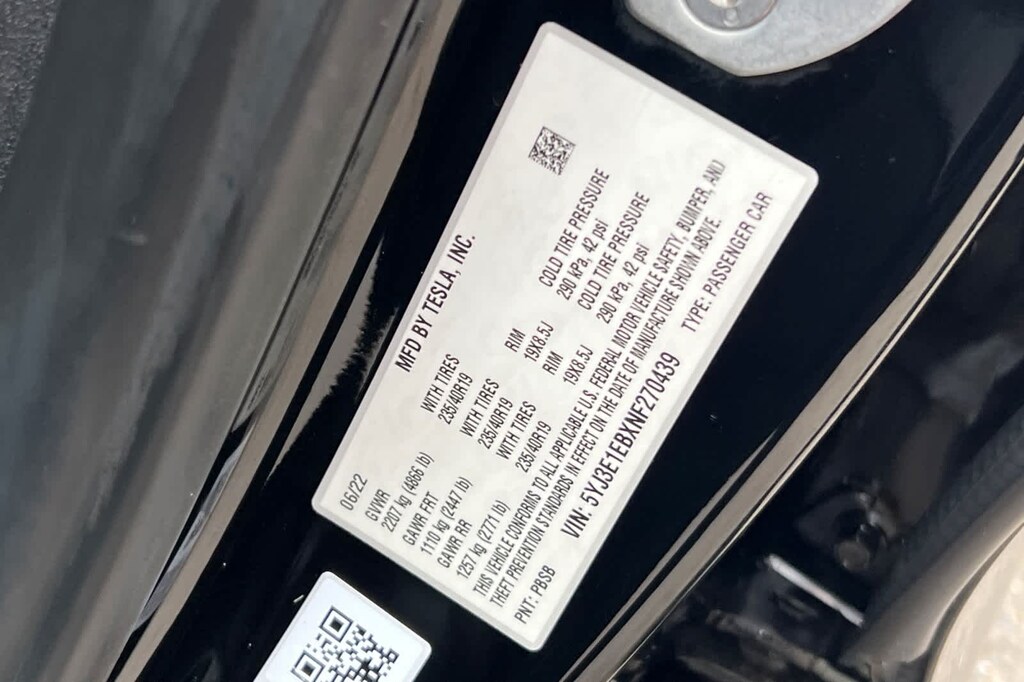 MFD BY TESLA, INC.
06/22
GVWR WITH TIRES
2207 kg (4866 lb) 235/40R19
GAWR FRT WITH TIRES RIM COLD TIRE PRESSURE
1110 kg (2447 lb) 235/40R19 19X8.5J 290 kPa, 42 psi
GAWR RR WITH TIRES RIM COLD TIRE PRESSURE
1257 kg (2771 lb) 235/40R19 19X8.5J 290 kPa, 42 psi
THIS VEHICLE CONFORMS TO ALL APPLICABLE U.S. FEDERAL MOTOR VEHICLE SAFETY, BUMPER, AND
THEFT PREVENTION STANDARDS IN EFFECT ON THE DATE OF MANUFACTURE SHOWN ABOVE.
PNT: PBSB VIN: 5YJ3E1EBXNF270439 TYPE: PASSENGER CAR